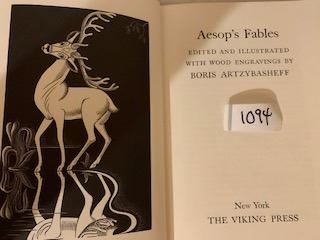 Aesop's Fables
EDITED AND ILLUSTRATED
WITH WOOD ENGRAVINGS BY
BORIS ARTZYBASHEFF
1094
New York
THE VIKING PRESS